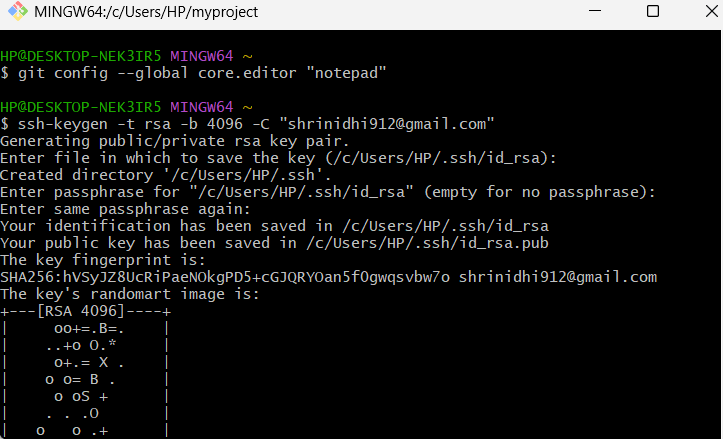 MINGW64:/c/Users/HP/myproject
HP@DESKTOP-NEK3IR5 MINGW64 ~
$ git config --global core.editor "notepad"
HP@DESKTOP-NEK3IR5 MINGW64 ~
$ ssh-keygen -t rsa -b 4096 -C "shrinidhi912@gmail.com"
Generating public/private rsa key pair.
Enter file in which to save the key (/c/Users/HP/.ssh/id_rsa):
Created directory '/c/Users/HP/.ssh'.
Enter passphrase for "/c/Users/HP/.ssh/id_rsa" (empty for no passphrase):
Enter same passphrase again:
Your identification has been saved in /c/Users/HP/.ssh/id_rsa
Your public key has been saved in /c/Users/HP/.ssh/id_rsa.pub
The key fingerprint is:
SHA256:hVSyJZ8UcRiPaeNOkgPD5+cGJQRYOan5fOgwqsvbw7o shrinidhi912@gmail.com
The key's randomart image is:
+---[RSA 4096]----+
|     oo+=.B=.    |
|    ..+o O.*     |
|     o+.= X .    |
|    o o= B .     |
|     o oS +      |
|    . . .O       |
|   o   o .+      |